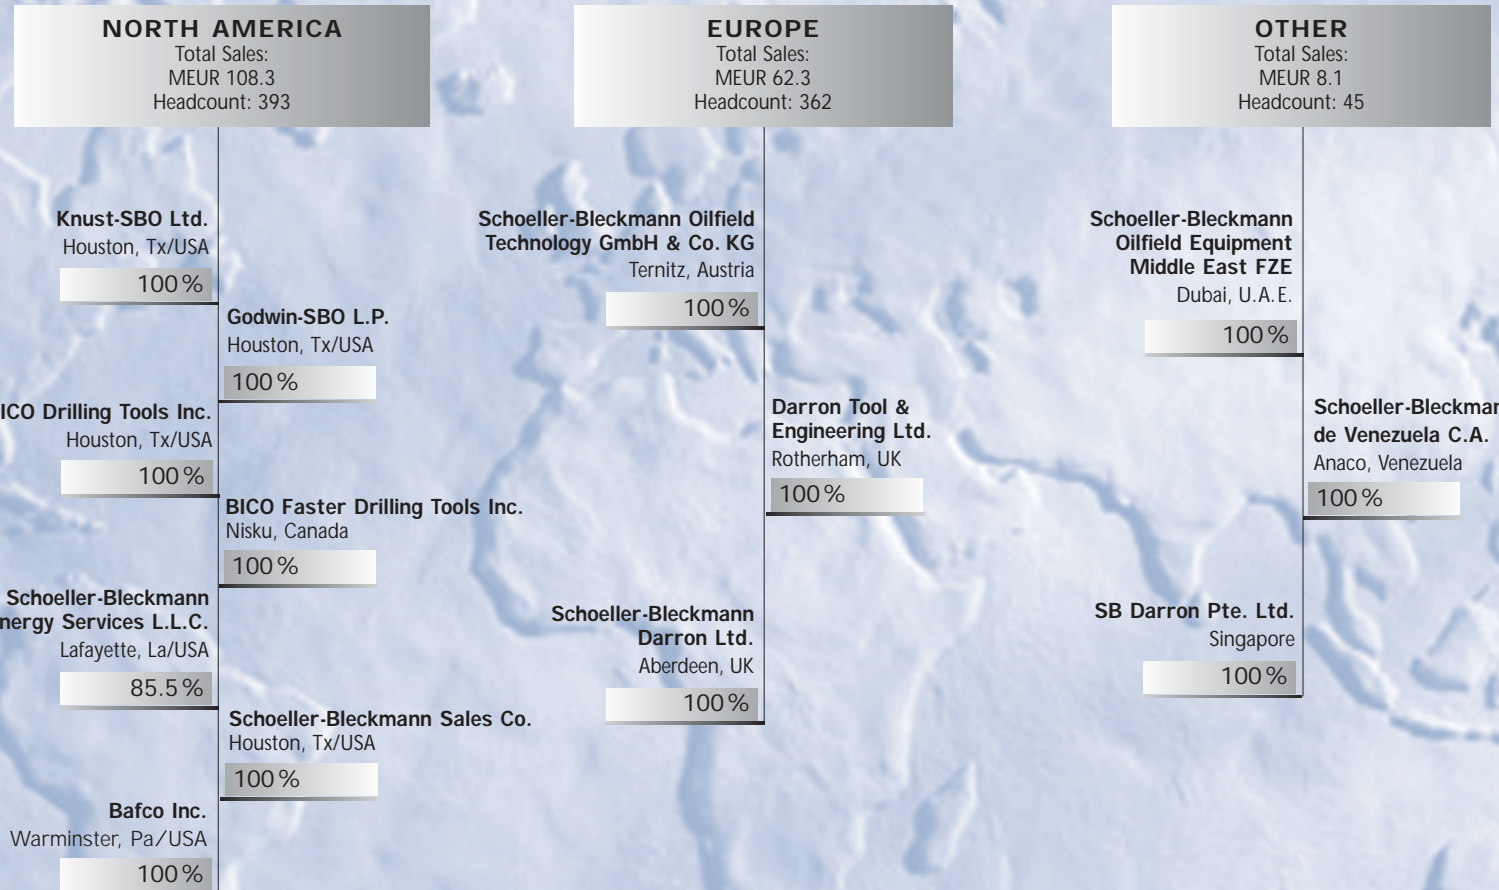 NORTH AMERICA
Total Sales:
MEUR 108.3
Headcount: 393
Knust-SBO Ltd.
Houston, Tx/USA
100 %
Godwin-SBO L.P.
Houston, Tx/USA
100 %
ICO Drilling Tools Inc.
Houston, Tx/USA
100 %
BICO Faster Drilling Tools Inc.
Nisku, Canada
100 %
Schoeller-Bleckmann
nergy Services L.L.C.
Lafayette, La/USA
85.5 %
Schoeller-Bleckmann Sales Co.
Houston, Tx/USA
100 %
Bafco Inc.
Warminster, Pa/USA
100 %
EUROPE
Total Sales:
MEUR 62.3
Headcount: 362
Schoeller-Bleckmann Oilfield
Technology GmbH & Co. KG
Ternitz, Austria
100 %
Darron Tool &
Engineering Ltd.
Rotherham, UK
100 %
Schoeller-Bleckmann
Darron Ltd.
Aberdeen, UK
100 %
OTHER
Total Sales:
MEUR 8.1
Headcount: 45
Schoeller-Bleckmann
Oilfield Equipment
Middle East FZE
Dubai, U.A.E.
100 %
Schoeller-Bleckman
de Venezuela C.A.
Anaco, Venezuela
100 %
SB Darron Pte. Ltd.
Singapore
100 %